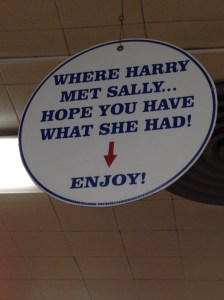 WHERE HARRY
MET SALLY...
HOPE YOU HAVE
WHAT SHE HAD!
ENJOY!